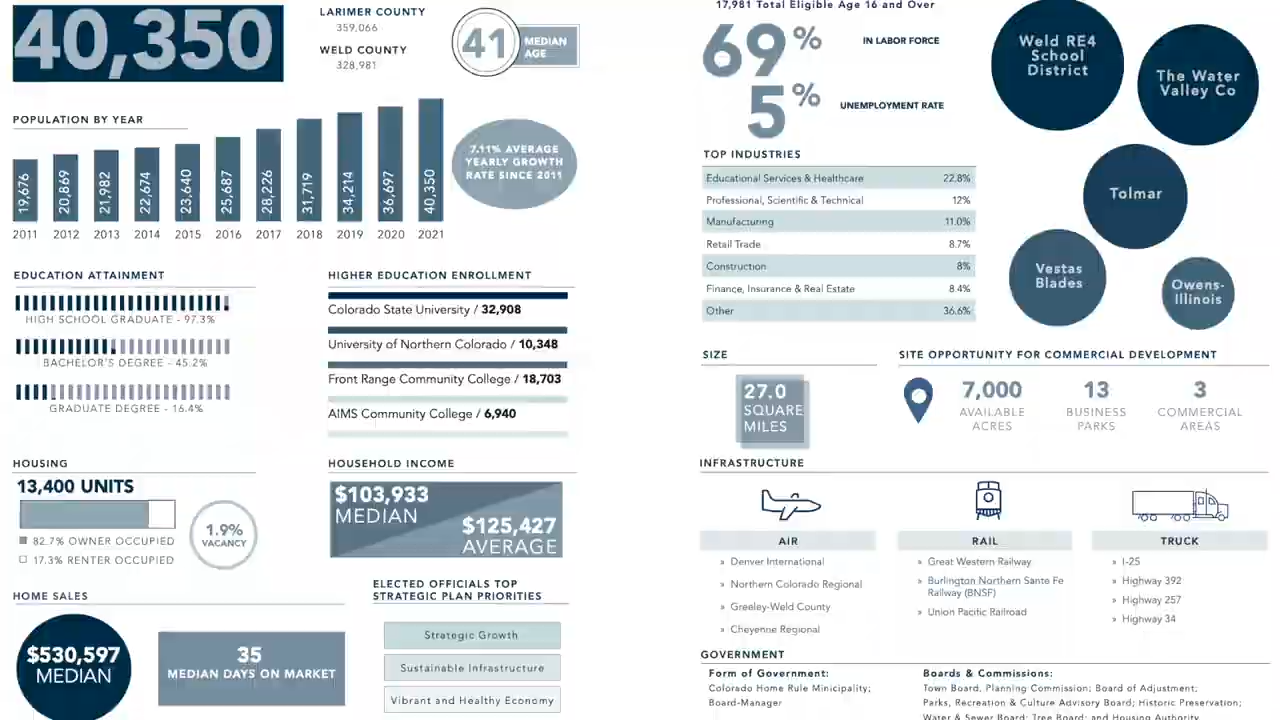 40,350
LARIMER COUNTY
359,066
WELD COUNTY
328,981
41
MEDIAN
AGE
POPULATION BY YEAR
19,676
20,869
21,982
22,674
23,640
25,687
28,226
31,719
34,214
36,697
40,350
2011
2012
2013
2014
2015
2016
2017
2018
2019
2020
2021
7.11% AVERAGE
YEARLY GROWTH
RATE SINCE 2011
EDUCATION ATTAINMENT
HIGH SCHOOL GRADUATE - 97.3%
BACHELOR'S DEGREE - 45.2%
GRADUATE DEGREE - 16.4%
HIGHER EDUCATION ENROLLMENT
Colorado State University / 32,908
University of Northern Colorado / 10,348
Front Range Community College / 18,703
AIMS Community College / 6,940
HOUSING
13,400 UNITS
82.7% OWNER OCCUPIED
17.3% RENTER OCCUPIED
1.9%
VACANCY
HOUSEHOLD INCOME
$103,933
MEDIAN
$125,427
AVERAGE
HOME SALES
$530,597
MEDIAN
35
MEDIAN DAYS ON MARKET
ELECTED OFFICIALS TOP
STRATEGIC PLAN PRIORITIES
Strategic Growth
Sustainable Infrastructure
Vibrant and Healthy Economy
17,981 Total Eligible Age 16 and Over
69% IN LABOR FORCE
5% UNEMPLOYMENT RATE
TOP INDUSTRIES
Educational Services & Healthcare 22.8%
Professional, Scientific & Technical 12%
Manufacturing 11.0%
Retail Trade 8.7%
Construction 8%
Finance, Insurance & Real Estate 8.4%
Other 36.6%
Weld RE4
School
District
The Water
Valley Co
Tolmar
Vestas
Blades
Owens-
Illinois
SIZE
27.0
SQUARE
MILES
SITE OPPORTUNITY FOR COMMERCIAL DEVELOPMENT
7,000
AVAILABLE
ACRES
13
BUSINESS
PARKS
3
COMMERCIAL
AREAS
INFRASTRUCTURE
AIR
» Denver International
» Northern Colorado Regional
» Greeley-Weld County
» Cheyenne Regional
RAIL
» Great Western Railway
» Burlington Northern Sante Fe
Railway (BNSF)
» Union Pacific Railroad
TRUCK
» I-25
» Highway 392
» Highway 257
» Highway 34
GOVERNMENT
Form of Government:
Colorado Home Rule Minicipality;
Board-Manager
Boards & Commissions:
Town Board, Planning Commission; Board of Adjustment;
Parks, Recreation & Culture Advisory Board; Historic Preservation;
Water & Sewer Board; Tree Board; and Housing Authority